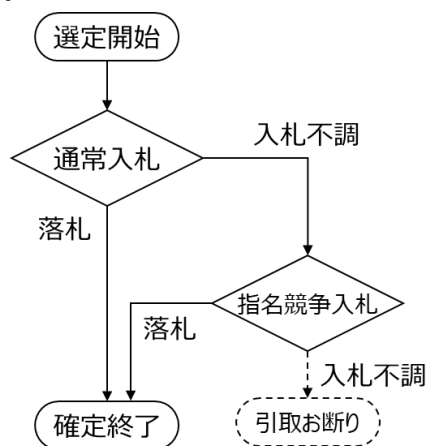 選定開始
通常入札
入札不調
落札
指名競争入札
落札
入札不調
確定終了
引取お断り